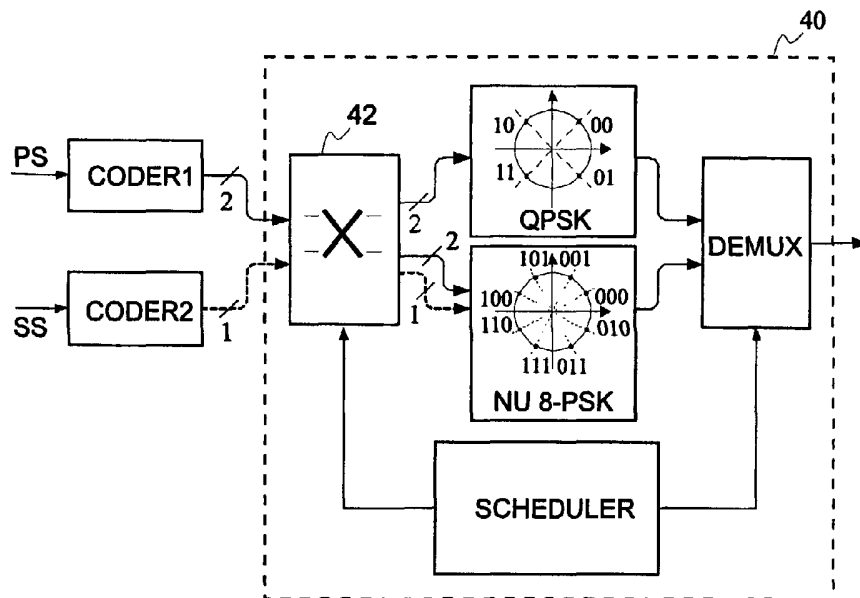 40
42
PS
CODER1
2
SS
CODER2
1
2
2
1
10
00
11
01
QPSK
101
001
100
000
110
010
111
011
NU 8-PSK
DEMUX
SCHEDULER